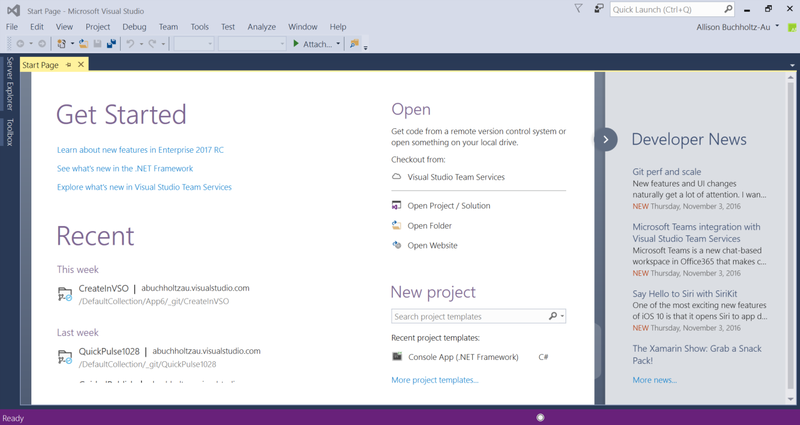 Start Page - Microsoft Visual Studio
Quick Launch (Ctrl+Q)
File Edit View Project Debug Team Tools Test Analyze Window Help
Allison Buchholtz-Au
Attach...
Server Explorer
Toolbox
Start Page
Get Started
Learn about new features in Enterprise 2017 RC
See what's new in the .NET Framework
Explore what's new in Visual Studio Team Services
Recent
This week
CreateInVSO | abuchholtzau.visualstudio.com
/DefaultCollection/App6/_git/CreateInVSO
Last week
QuickPulse1028 | abuchholtzau.visualstudio.com
/DefaultCollection/_git/QuickPulse1028
Open
Get code from a remote version control system or
open something on your local drive.
Checkout from:
Visual Studio Team Services
Open Project / Solution
Open Folder
Open Website
New project
Search project templates
Recent project templates:
Console App (.NET Framework) C#
More project templates...
Developer News
Git perf and scale
New features and UI changes
naturally get a lot of attention. I wan...
NEW Thursday, November 3, 2016
Microsoft Teams integration with
Visual Studio Team Services
Microsoft Teams is a new chat-based
workspace in Office365 that makes c...
NEW Thursday, November 3, 2016
Say Hello to Siri with SiriKit
One of the most exciting new features
of iOS 10 is that it opens Siri to app d...
NEW Thursday, November 3, 2016
The Xamarin Show: Grab a Snack
Pack!
More news...
Ready